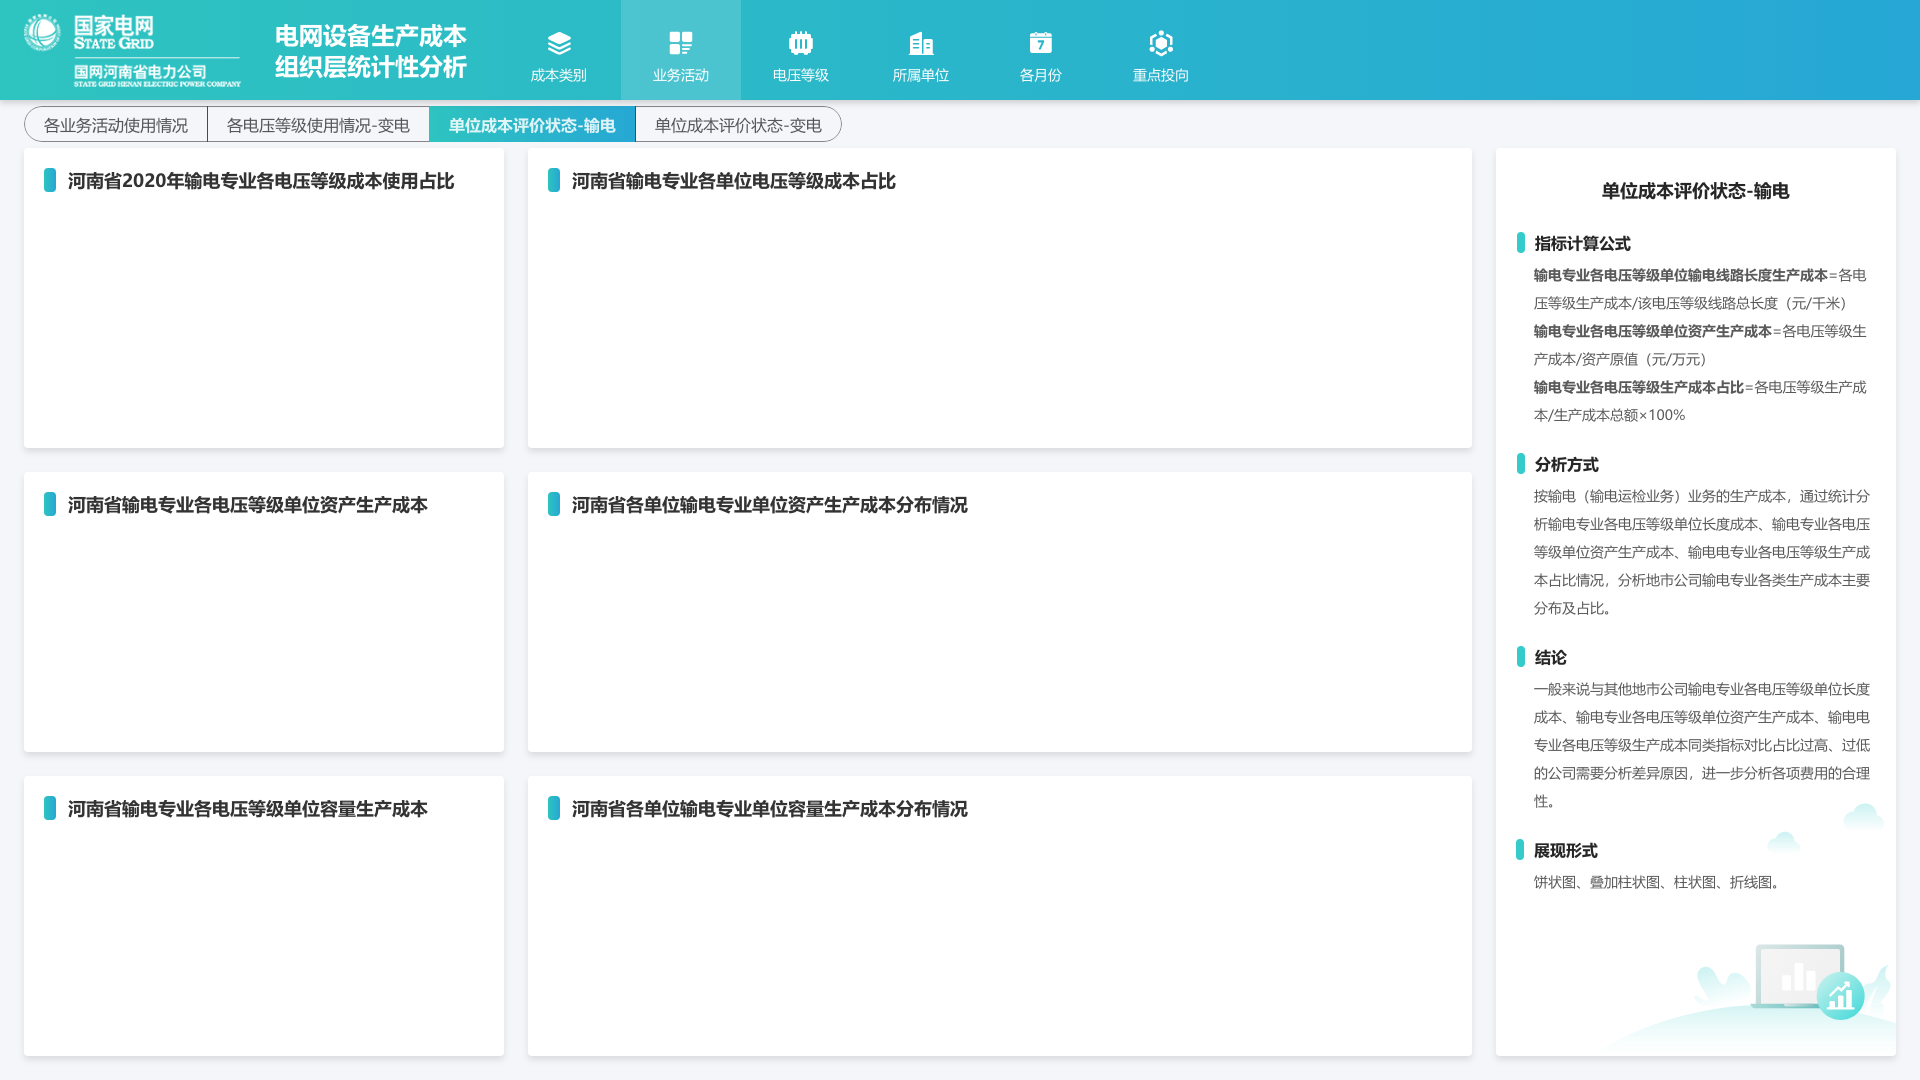 国家电网
STATE GRID
国网河南省电力公司
STATE GRID HENAN ELECTRIC POWER COMPANY
电网设备生产成本
组织层统计性分析
成本类别
业务活动
电压等级
所属单位
7
各月份
重点投向
各业务活动使用情况
各电压等级使用情况-变电
单位成本评价状态-输电
单位成本评价状态-变电
河南省2020年输电专业各电压等级成本使用占比
河南省输电专业各单位电压等级成本占比
河南省输电专业各电压等级单位资产生产成本
河南省各单位输电专业单位资产生产成本分布情况
河南省输电专业各电压等级单位容量生产成本
河南省各单位输电专业单位容量生产成本分布情况
单位成本评价状态-输电
指标计算公式
输电专业各电压等级单位输电线路长度生产成本=各电
压等级生产成本/该电压等级线路总长度（元/千米）
输电专业各电压等级单位资产生产成本=各电压等级生
产成本/资产原值（元/万元）
输电专业各电压等级生产成本占比=各电压等级生产成
本/生产成本总额×100%
分析方式
按输电（输电运检业务）业务的生产成本，通过统计分
析输电专业各电压等级单位长度成本、输电专业各电压
等级单位资产生产成本、输电电专业各电压等级生产成
本占比情况，分析地市公司输电专业各类生产成本主要
分布及占比。
结论
一般来说与其他地市公司输电专业各电压等级单位长度
成本、输电专业各电压等级单位资产生产成本、输电电
专业各电压等级生产成本同类指标对比占比过高、过低
的公司需要分析差异原因，进一步分析各项费用的合理
性。
展现形式
饼状图、叠加柱状图、柱状图、折线图。